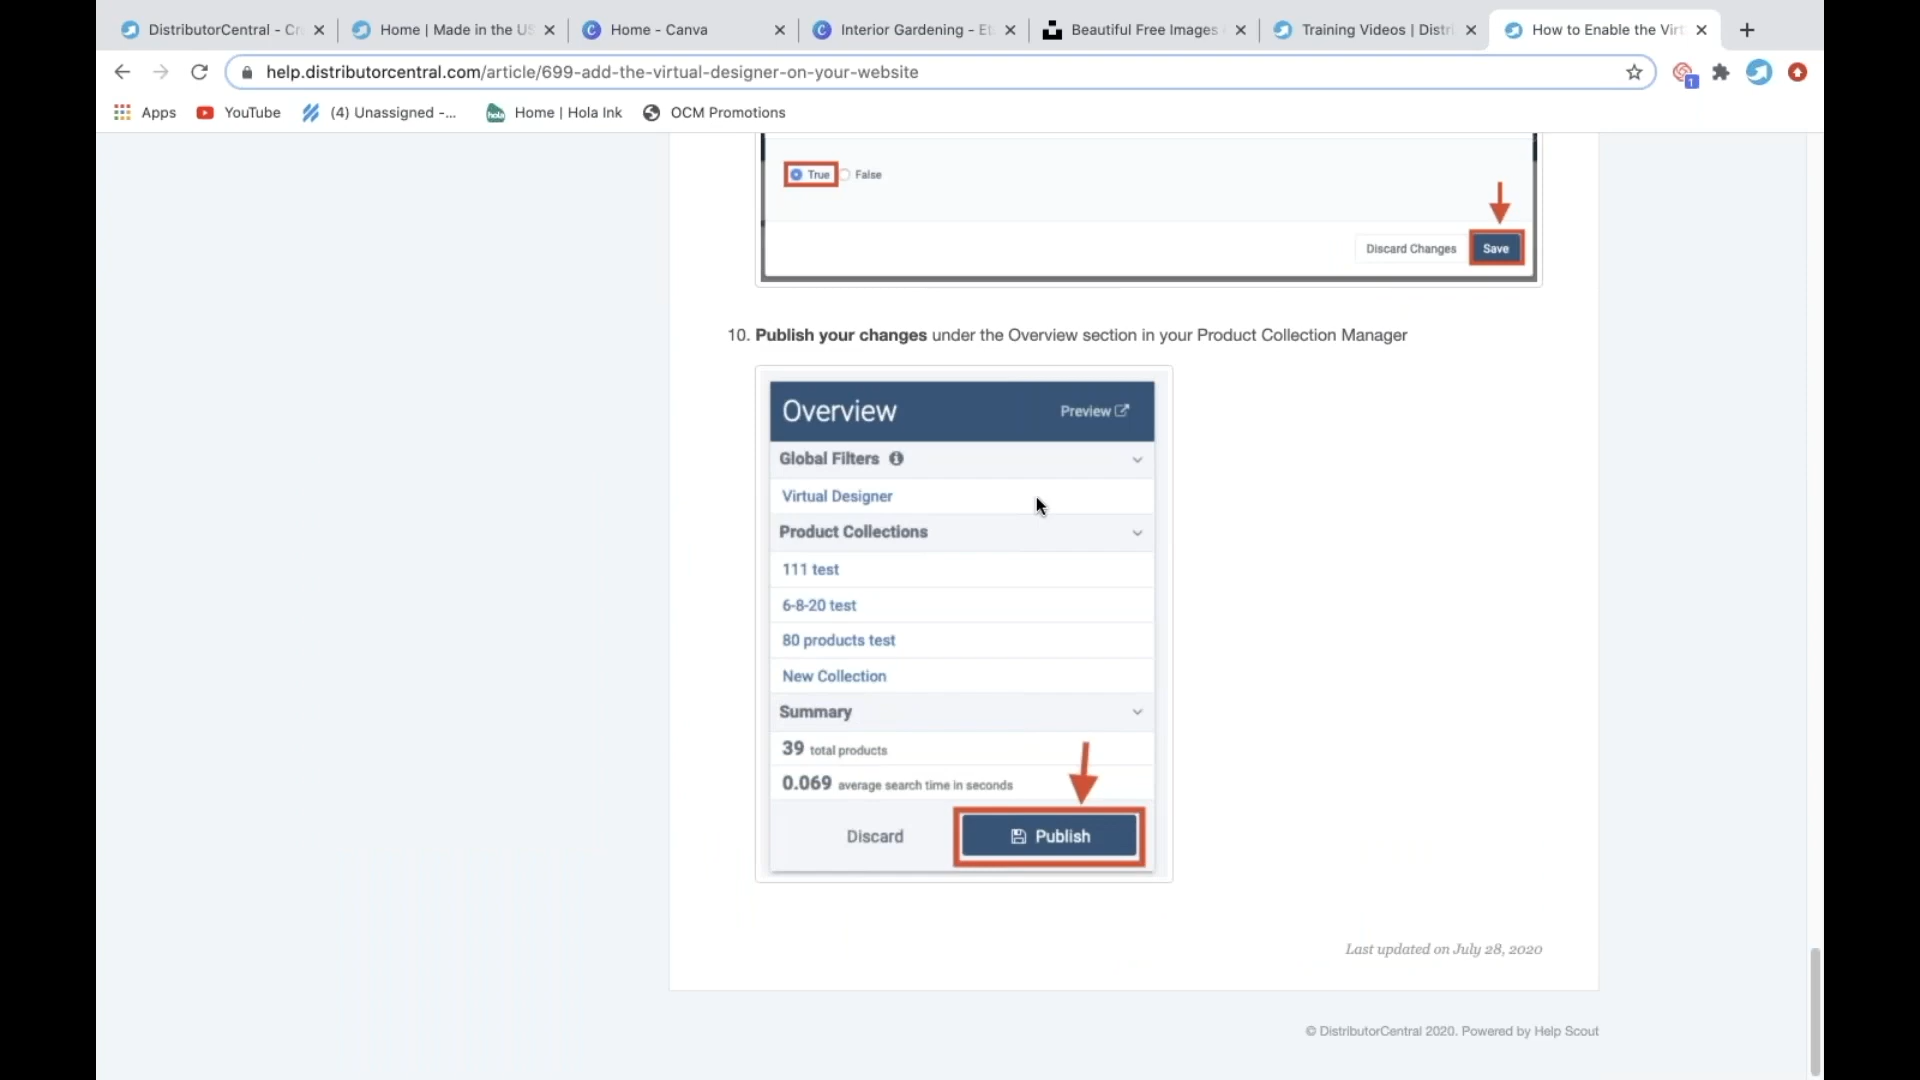 DistributorCentral - Cr
Home | Made in the US
Home - Canva
Interior Gardening - Et
Beautiful Free Images
Training Videos | Distri
How to Enable the Virt
help.distributorcentral.com/article/699-add-the-virtual-designer-on-your-website
1
Apps
YouTube
(4) Unassigned -...
hola
Home | Hola Ink
OCM Promotions
True
False
Discard Changes
Save
10. Publish your changes under the Overview section in your Product Collection Manager
Overview
Preview
Global Filters
Virtual Designer
Product Collections
111 test
6-8-20 test
80 products test
New Collection
Summary
39 total products
0.069 average search time in seconds
Discard
Publish
Last updated on July 28, 2020
© DistributorCentral 2020. Powered by Help Scout